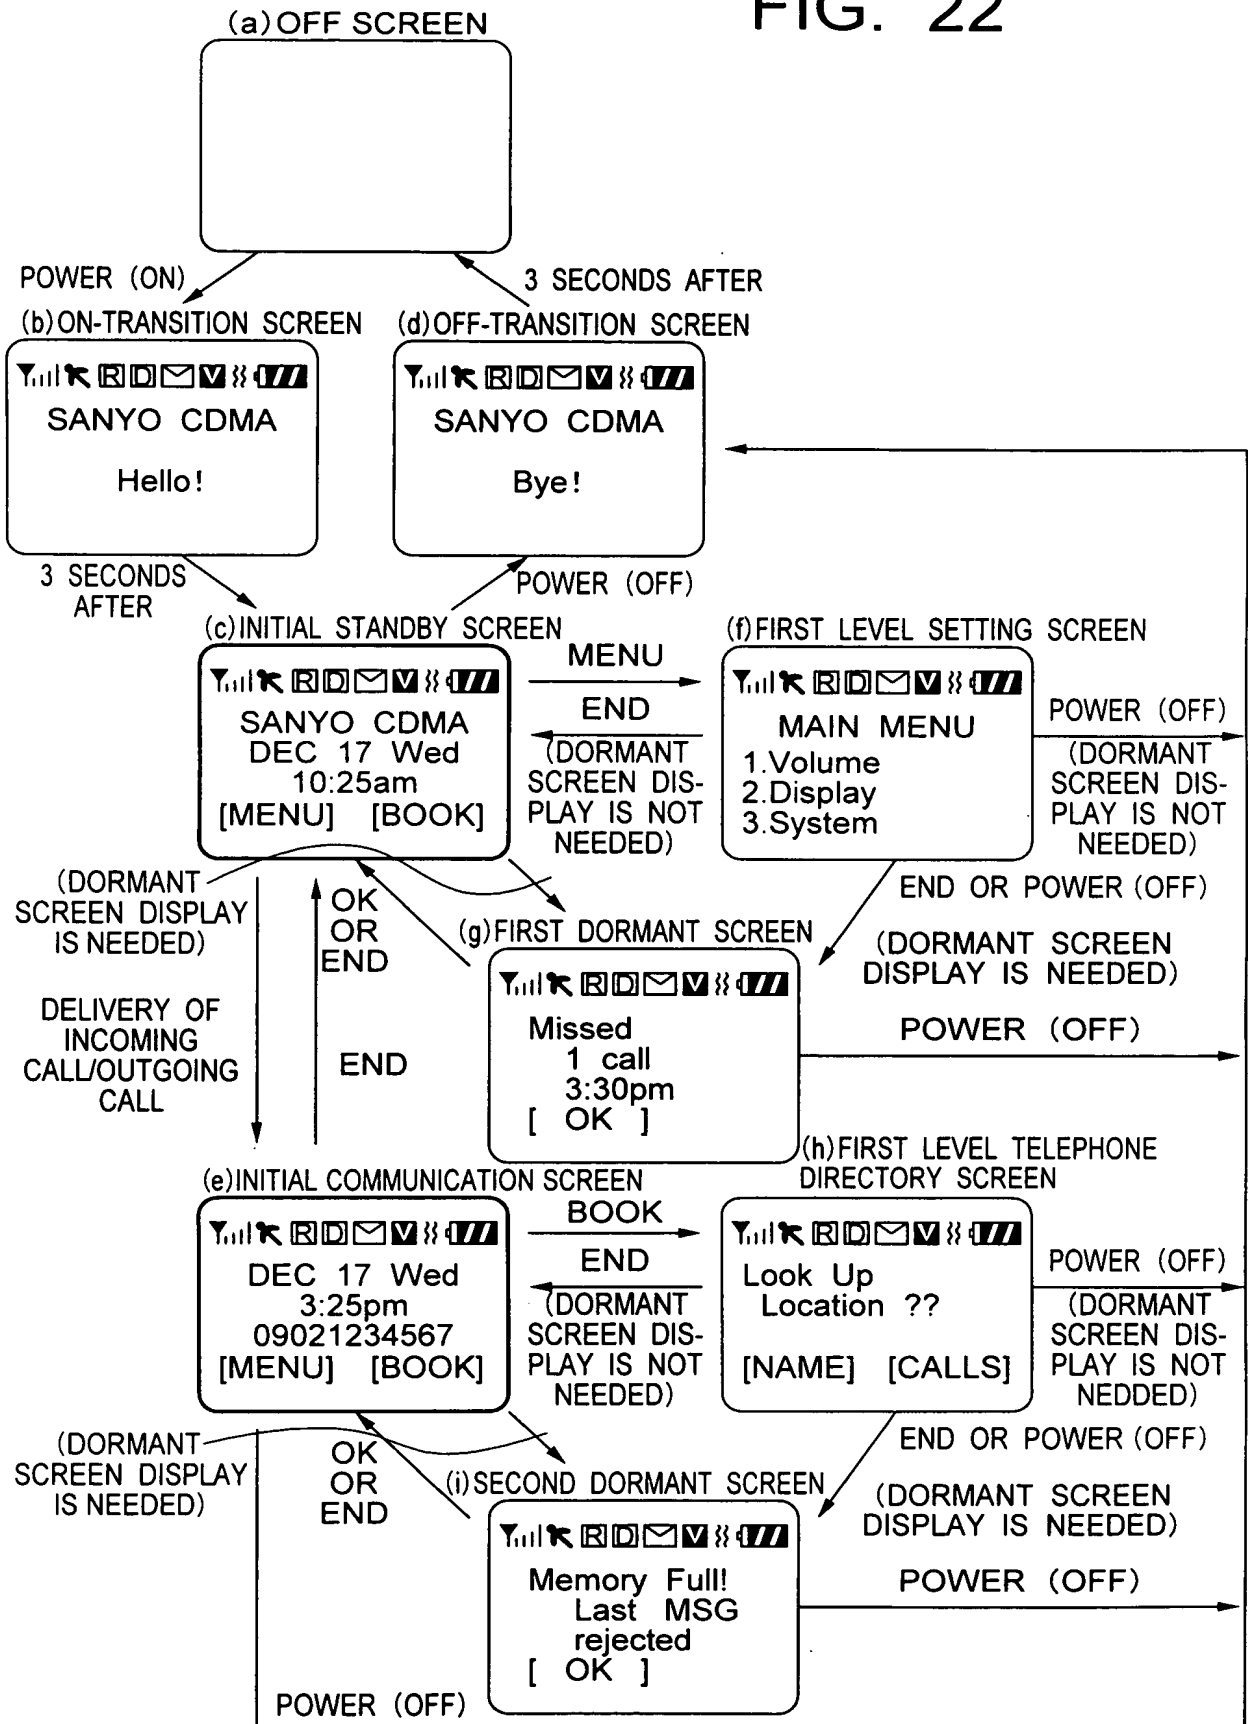 FIG. 22
(a)OFF SCREEN
POWER (ON)
3 SECONDS AFTER
(b)ON-TRANSITION SCREEN
R D V
SANYO CDMA
Hello!
(d)OFF-TRANSITION SCREEN
R D V
SANYO CDMA
Bye!
3 SECONDS
AFTER
POWER (OFF)
(c)INITIAL STANDBY SCREEN
R D V
SANYO CDMA
DEC 17 Wed
10:25am
[MENU] [BOOK]
MENU
END
(DORMANT
SCREEN DIS-
PLAY IS NOT
NEEDED)
(f)FIRST LEVEL SETTING SCREEN
R D V
MAIN MENU
1.Volume
2.Display
3.System
POWER (OFF)
(DORMANT
SCREEN DIS-
PLAY IS NOT
NEEDED)
(DORMANT
SCREEN DISPLAY
IS NEEDED)
OK
OR
END
END OR POWER (OFF)
(DORMANT SCREEN
DISPLAY IS NEEDED)
(g)FIRST DORMANT SCREEN
R D V
Missed
1 call
3:30pm
[ OK ]
POWER (OFF)
DELIVERY OF
INCOMING
CALL/OUTGOING
CALL
END
(e)INITIAL COMMUNICATION SCREEN
R D V
DEC 17 Wed
3:25pm
09021234567
[MENU] [BOOK]
BOOK
END
(DORMANT
SCREEN DIS-
PLAY IS NOT
NEEDED)
(h)FIRST LEVEL TELEPHONE
DIRECTORY SCREEN
R D V
Look Up
Location ??
[NAME] [CALLS]
POWER (OFF)
(DORMANT
SCREEN DIS-
PLAY IS NOT
NEDDED)
(DORMANT
SCREEN DISPLAY
IS NEEDED)
OK
OR
END
END OR POWER (OFF)
(DORMANT SCREEN
DISPLAY IS NEEDED)
(i)SECOND DORMANT SCREEN
R D V
Memory Full!
Last MSG
rejected
[ OK ]
POWER (OFF)
POWER (OFF)